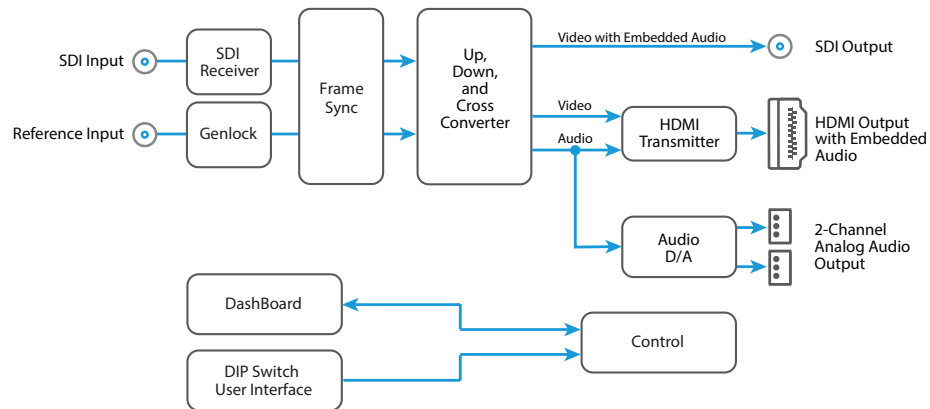 SDI Input
SDI
Receiver
Reference Input
Genlock
Frame
Sync
Up,
Down,
and
Cross
Converter
Video with Embedded Audio
SDI Output
Video
Audio
HDMI
Transmitter
HDMI Output
with Embedded
Audio
Audio
D/A
2-Channel
Analog Audio
Output
DashBoard
Control
DIP Switch
User Interface